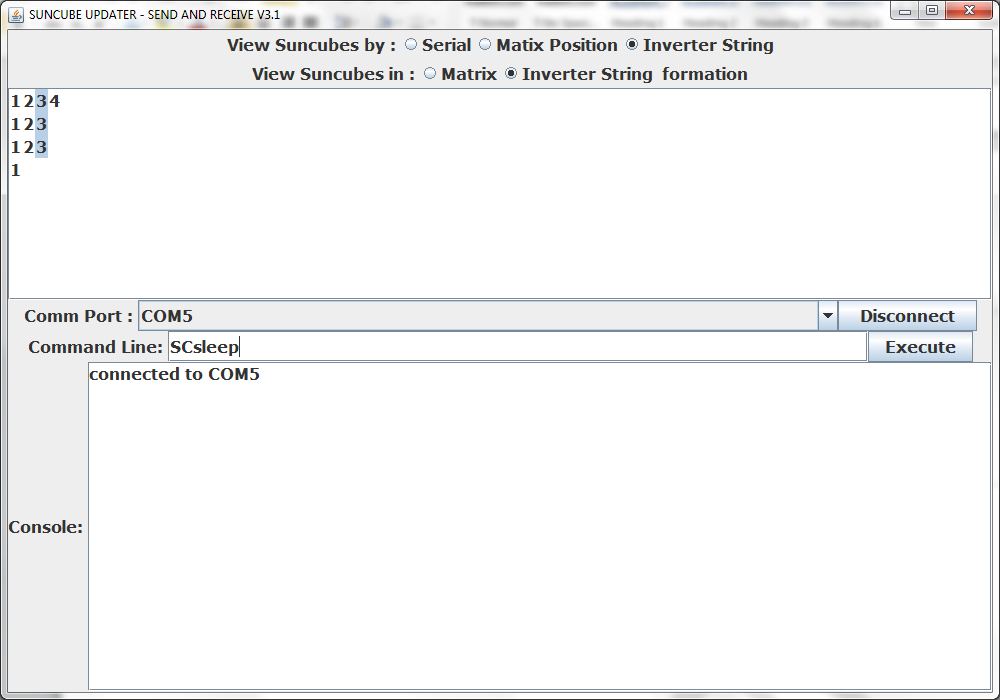 SUNCUBE UPDATER - SEND AND RECEIVE V3.1
View Suncubes by : Serial Matix Position Inverter String
View Suncubes in : Matrix Inverter String formation
1 2 3 4
1 2 3
1 2 3
1
Comm Port : COM5 Disconnect
Command Line: SCsleep Execute
connected to COM5
Console: